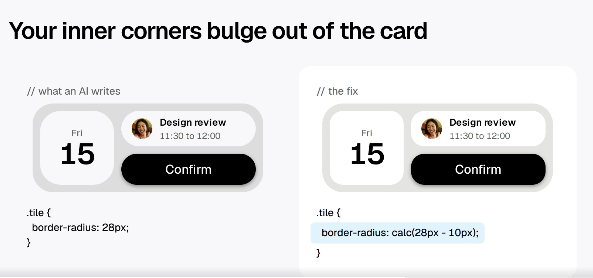 Your inner corners bulge out of the card
// what an AI writes
Fri
15
Design review
11:30 to 12:00
Confirm
.tile {
border-radius: 28px;
}
// the fix
Fri
15
Design review
11:30 to 12:00
Confirm
.tile {
border-radius: calc(28px - 10px);
}